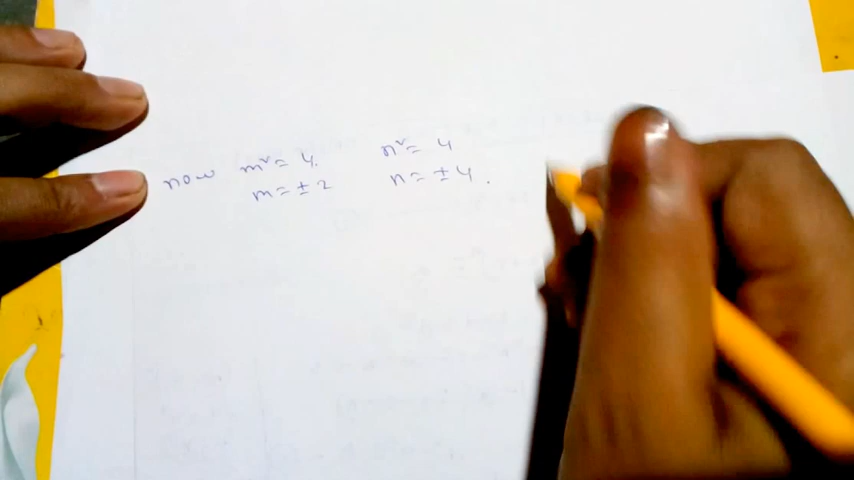 now m² = 4. n² = 4
m = ± 2 n = ± 4.